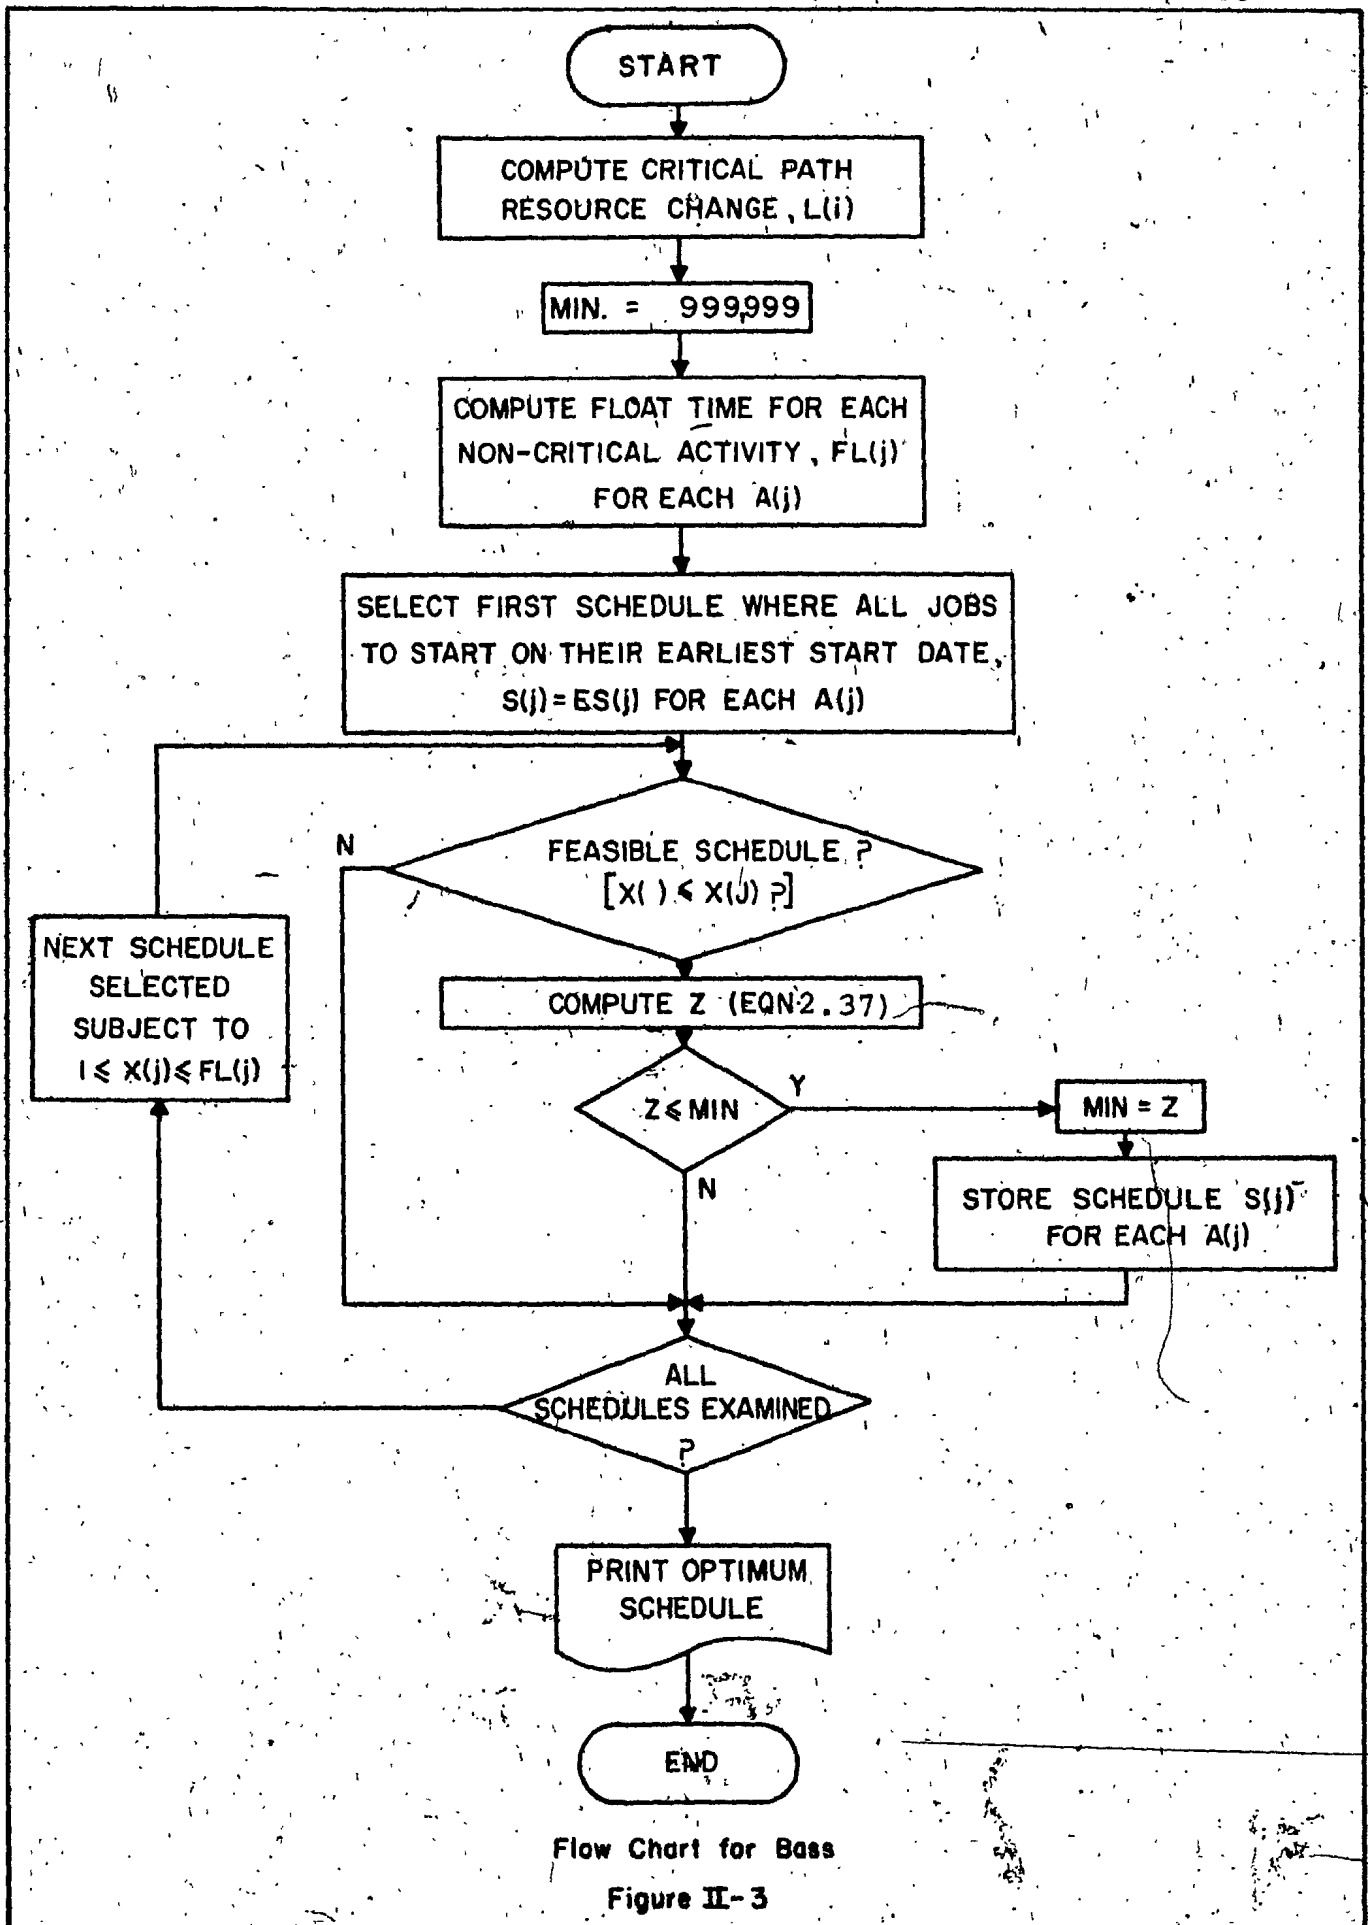 START
COMPUTE CRITICAL PATH
RESOURCE CHANGE, L(i)
MIN. = 999,999
COMPUTE FLOAT TIME FOR EACH
NON-CRITICAL ACTIVITY, FL(j)
FOR EACH A(j)
SELECT FIRST SCHEDULE WHERE ALL JOBS
TO START ON THEIR EARLIEST START DATE,
S(j)=ES(j) FOR EACH A(j)
N
FEASIBLE SCHEDULE ?
[X( ) ≤ X(J) ?]
NEXT SCHEDULE
SELECTED
SUBJECT TO
1 ≤ X(j) ≤ FL(j)
COMPUTE Z (EQN 2.37)
Z ≤ MIN
Y
MIN = Z
N
STORE SCHEDULE S(j)
FOR EACH A(j)
ALL
SCHEDULES EXAMINED
?
PRINT OPTIMUM
SCHEDULE
END
Flow Chart for Bass
Figure II-3